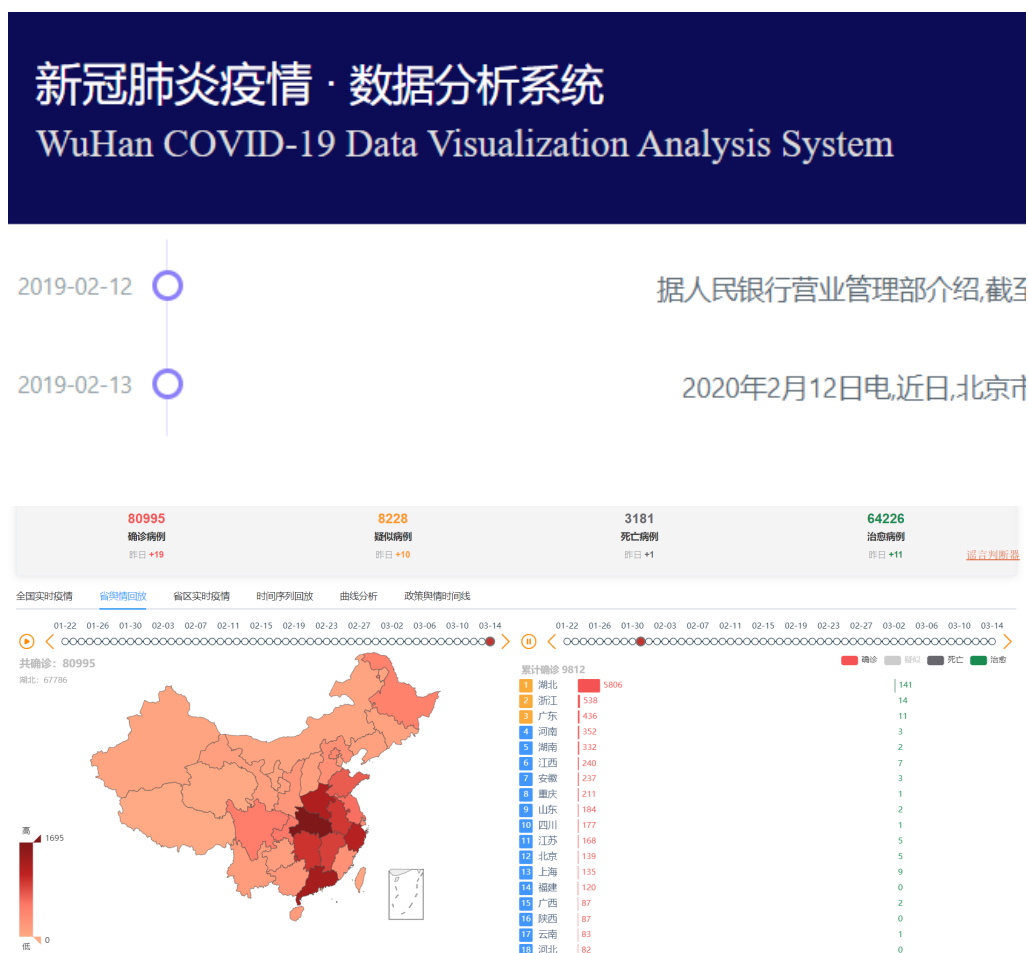 新冠肺炎疫情 · 数据分析系统
WuHan COVID-19 Data Visualization Analysis System
2019-02-12 据人民银行营业管理部介绍,截至
2019-02-13 2020年2月12日电,近日,北京市
80995 8228 3181 64226
确诊病例 疑似病例 死亡病例 治愈病例
昨日 +19 昨日 +10 昨日 +1 昨日 +11 谣言判断器
全国实时疫情 省舆情回放 省区实时疫情 时间序列回放 曲线分析 政策舆情时间线
01-22 01-26 01-30 02-03 02-07 02-11 02-15 02-19 02-23 02-27 03-02 03-06 03-10 03-14
01-22 01-26 01-30 02-03 02-07 02-11 02-15 02-19 02-23 02-27 03-02 03-06 03-10 03-14
共确诊：80995
湖北：67786
高
1695
0
低
确诊 疑似 死亡 治愈
累计确诊 9812
1 湖北 5806 141
2 浙江 538 14
3 广东 436 11
4 河南 352 3
5 湖南 332 2
6 江西 240 7
7 安徽 237 3
8 重庆 211 1
9 山东 184 2
10 四川 177 1
11 江苏 168 5
12 北京 139 5
13 上海 135 9
14 福建 120 0
15 广西 87 2
16 陕西 87 0
17 云南 83 1
18 河北 82 0